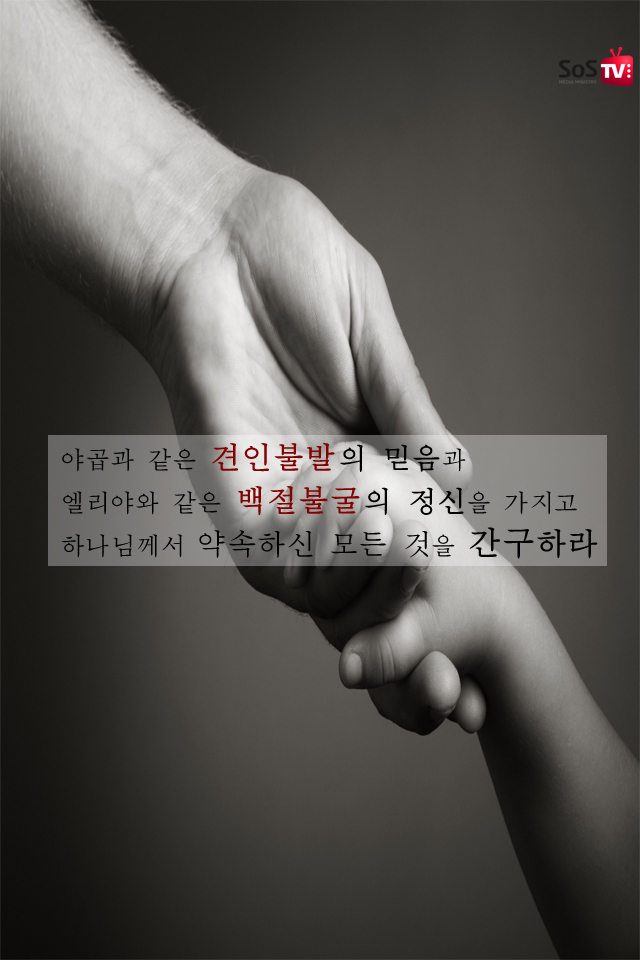 SOS TV
MEDIA MINISTRY
야곱과 같은 견인불발의 믿음과
엘리야와 같은 백절불굴의 정신을 가지고
하나님께서 약속하신 모든 것을 간구하라